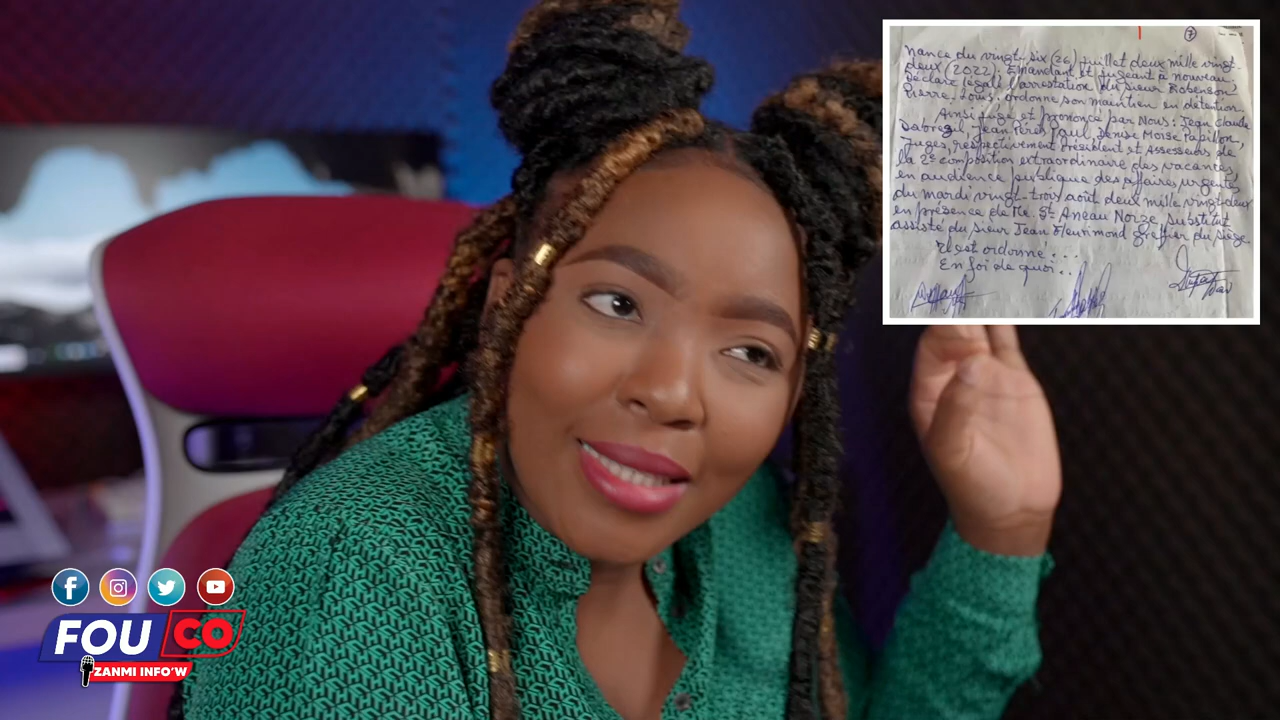 7
nance du vingt-six (26) juillet deux mille vingt-
deux (2022). Emandant et jugeant à nouveau
Déclare légale l'arrestation du sieur Robenson
Pierre-Louis. ordonne son maintien en détention.
Ainsi jugé et prononcé par Nous: Jean Claude
Jean Pérès Paul, Denise Moïse Papillon,
Juges, respectivement Président et assesseurs de
la 2e composition extraordinaire des vacances
en audience publique des affaires urgentes
du mardi vingt-trois août deux mille vingt-deux
en présence de Me. St Aneau Norze, substitut
assisté du sieur Jean Fleurimond greffier du siège.
Il est ordonné...
En foi de quoi...
FOUCO
ZANMI INFO'W